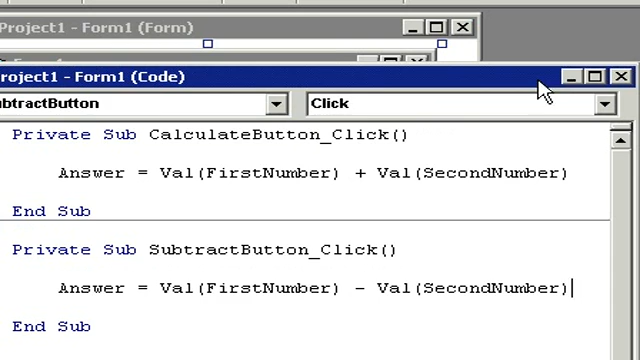 Project1 - Form1 (Form)
Project1 - Form1 (Code)
ubtractButton
Click
Private Sub CalculateButton_Click()
Answer = Val(FirstNumber) + Val(SecondNumber)
End Sub
Private Sub SubtractButton_Click()
Answer = Val(FirstNumber) - Val(SecondNumber)
End Sub